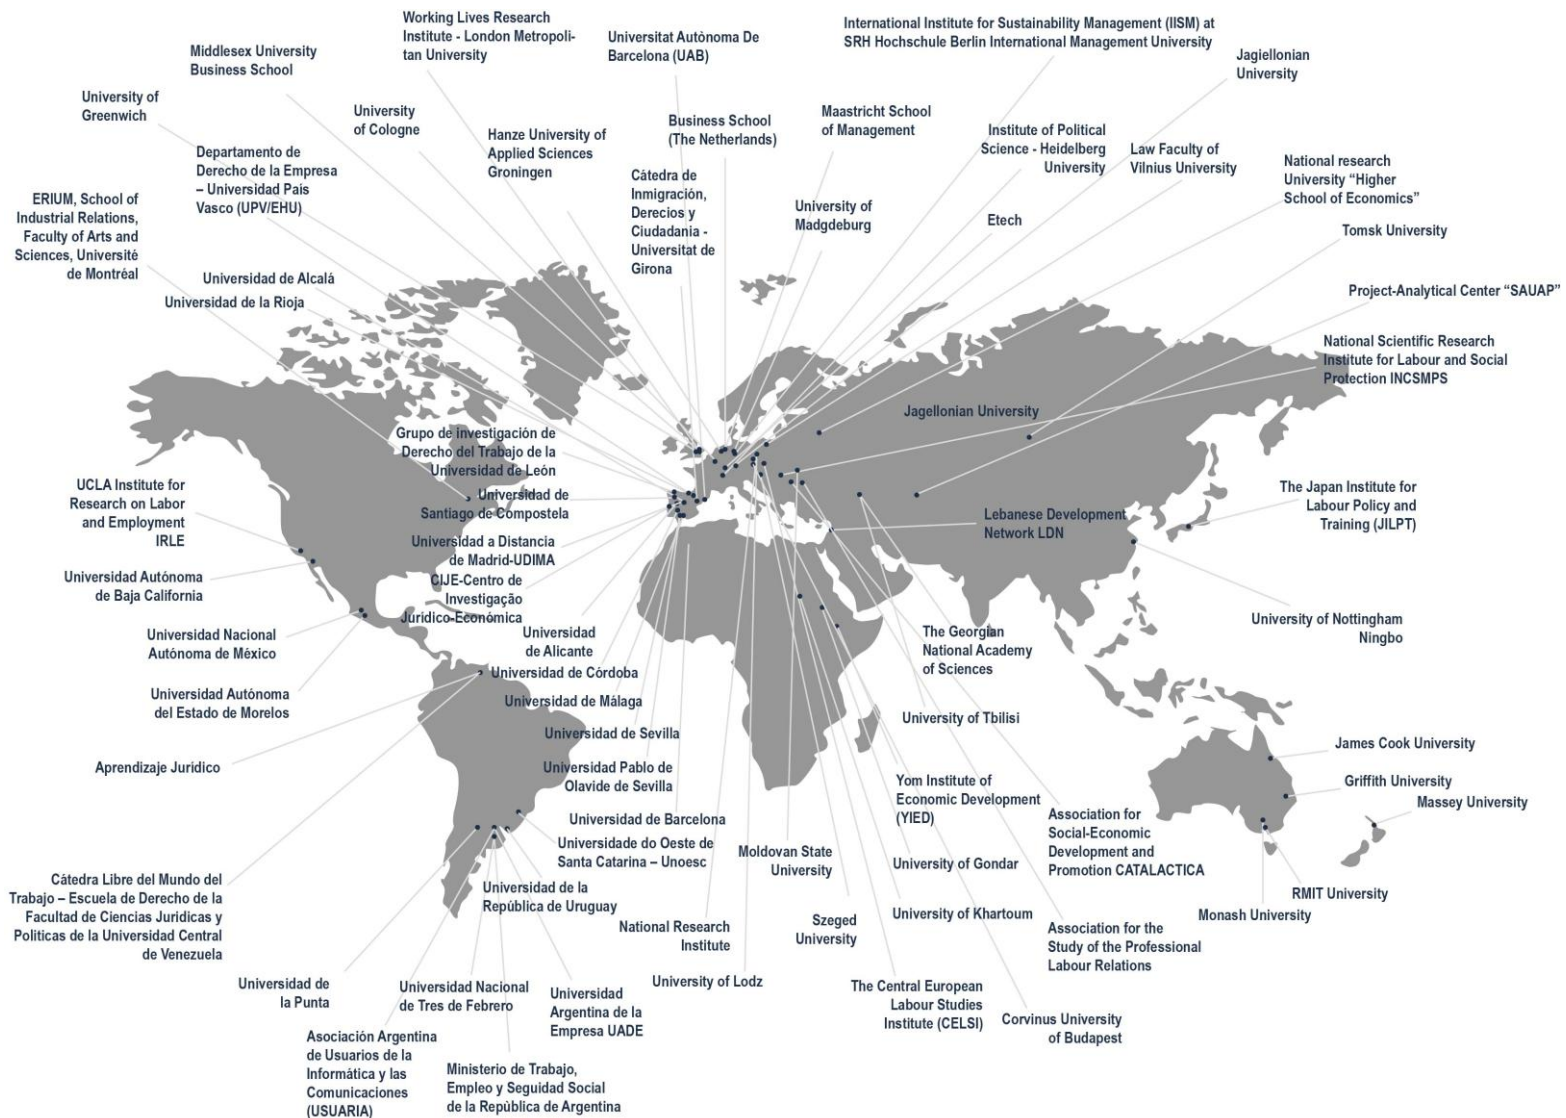 Working Lives Research
Institute - London Metropoli-
tan University
Universitat Autònoma De
Barcelona (UAB)
International Institute for Sustainability Management (IISM) at
SRH Hochschule Berlin International Management University
Middlesex University
Business School
Jagiellonian
University
University of
Greenwich
University
of Cologne
Hanze University of
Applied Sciences
Groningen
Business School
(The Netherlands)
Maastricht School
of Management
Institute of Political
Science - Heidelberg
University
Law Faculty of
Vilnius University
National research
University “Higher
School of Economics”
Departamento de
Derecho de la Empresa
– Universidad País
Vasco (UPV/EHU)
Cátedra de
Inmigración,
Derecios y
Ciudadania -
Universitat de
Girona
University of
Madgdeburg
Etech
Tomsk University
ERIUM, School of
Industrial Relations,
Faculty of Arts and
Sciences, Université
de Montréal
Universidad de Alcalá
Universidad de la Rioja
Project-Analytical Center “SAUAP”
National Scientific Research
Institute for Labour and Social
Protection INCSMPS
Jagellonian University
Grupo de investigación de
Derecho del Trabajo de la
Universidad de León
UCLA Institute for
Research on Labor
and Employment
IRLE
Universidad de
Santiago de Compostela
The Japan Institute for
Labour Policy and
Training (JILPT)
Lebanese Development
Network LDN
Universidad a Distancia
de Madrid-UDIMA
CIJE-Centro de
Investigação
Jurídico-Económica
Universidad Autónoma
de Baja California
University of Nottingham
Ningbo
Universidad Nacional
Autónoma de México
Universidad
de Alicante
The Georgian
National Academy
of Sciences
Universidad de Córdoba
Universidad Autónoma
del Estado de Morelos
Universidad de Málaga
University of Tbilisi
Universidad de Sevilla
James Cook University
Aprendizaje Jurídico
Universidad Pablo de
Olavide de Sevilla
Yom Institute of
Economic Development
(YIED)
Griffith University
Massey University
Universidad de Barcelona
Association for
Social-Economic
Development and
Promotion CATALACTICA
Universidade do Oeste de
Santa Catarina – Unoesc
Moldovan State
University
University of Gondar
Cátedra Libre del Mundo del
Trabajo – Escuela de Derecho de la
Facultad de Ciencias Jurídicas y
Políticas de la Universidad Central
de Venezuela
Universidad de la
República de Uruguay
RMIT University
Monash University
National Research
Institute
Szeged
University
University of Khartoum
Association for the
Study of the Professional
Labour Relations
Universidad de
la Punta
Universidad Nacional
de Tres de Febrero
Universidad
Argentina de la
Empresa UADE
University of Lodz
The Central European
Labour Studies
Institute (CELSI)
Corvinus University
of Budapest
Asociación Argentina
de Usuarios de la
Informática y las
Comunicaciones
(USUARIA)
Ministerio de Trabajo,
Empleo y Seguidad Social
de la Repùblica de Argentina